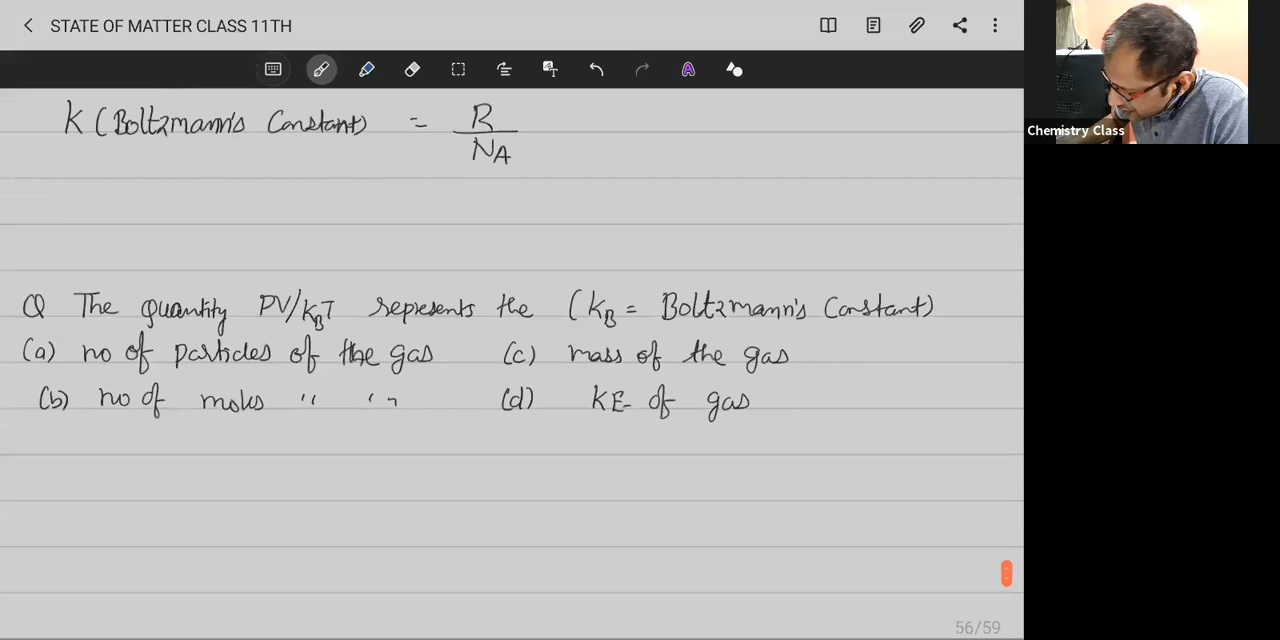 STATE OF MATTER CLASS 11TH
Chemistry Class
K (Boltzmann's Constant) = R/NA
Q The quantity PV/KBT represents the (KB = Boltzmann's Constant)
(a) no of particles of the gas (c) mass of the gas
(b) no of moles " " (d) KE of gas
56/59